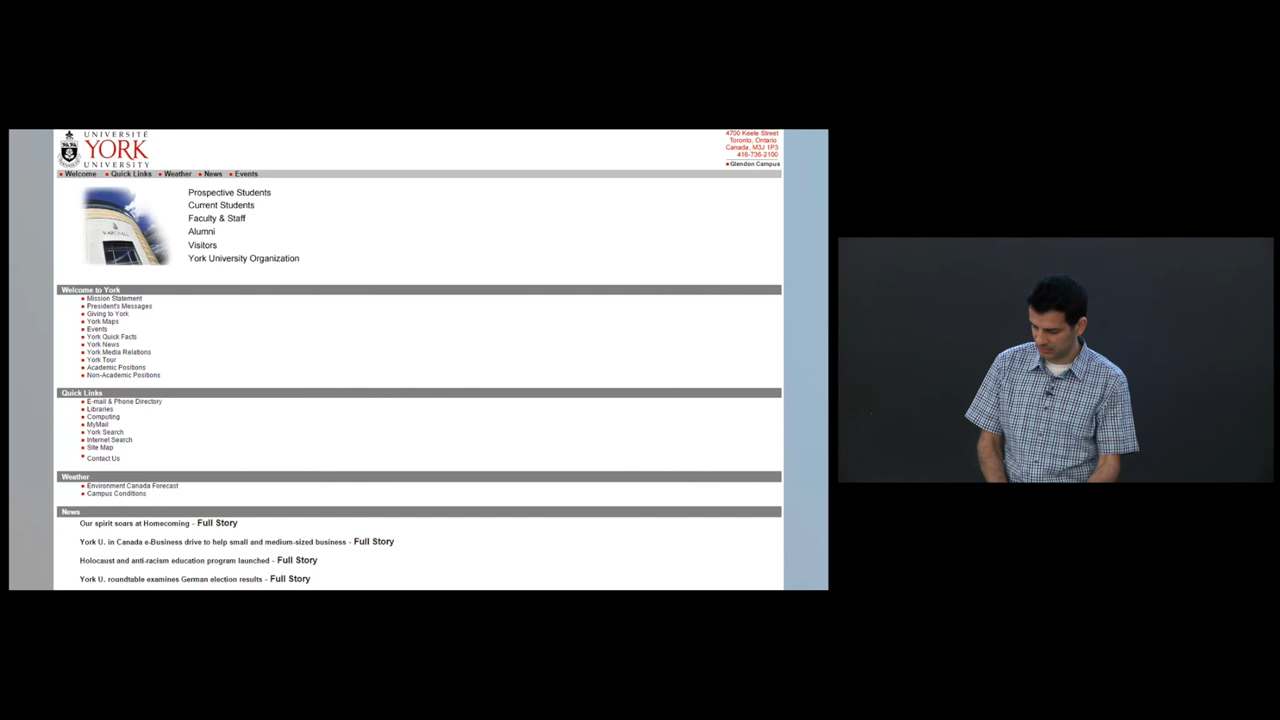 UNIVERSITÉ
YORK
UNIVERSITY
4700 Keele Street
Toronto, Ontario
Canada, M3J 1P3
416-736-2100
Glendon Campus
Welcome Quick Links Weather News Events
Prospective Students
Current Students
Faculty & Staff
Alumni
Visitors
York University Organization
VARI HALL
Welcome to York
Mission Statement
President's Messages
Giving to York
York Maps
Events
York Quick Facts
York News
York Media Relations
York Tour
Academic Positions
Non-Academic Positions
Quick Links
E-mail & Phone Directory
Libraries
Computing
MyMail
York Search
Internet Search
Site Map
Contact Us
Weather
Environment Canada Forecast
Campus Conditions
News
Our spirit soars at Homecoming - Full Story
York U. in Canada e-Business drive to help small and medium-sized business - Full Story
Holocaust and anti-racism education program launched - Full Story
York U. roundtable examines German election results - Full Story